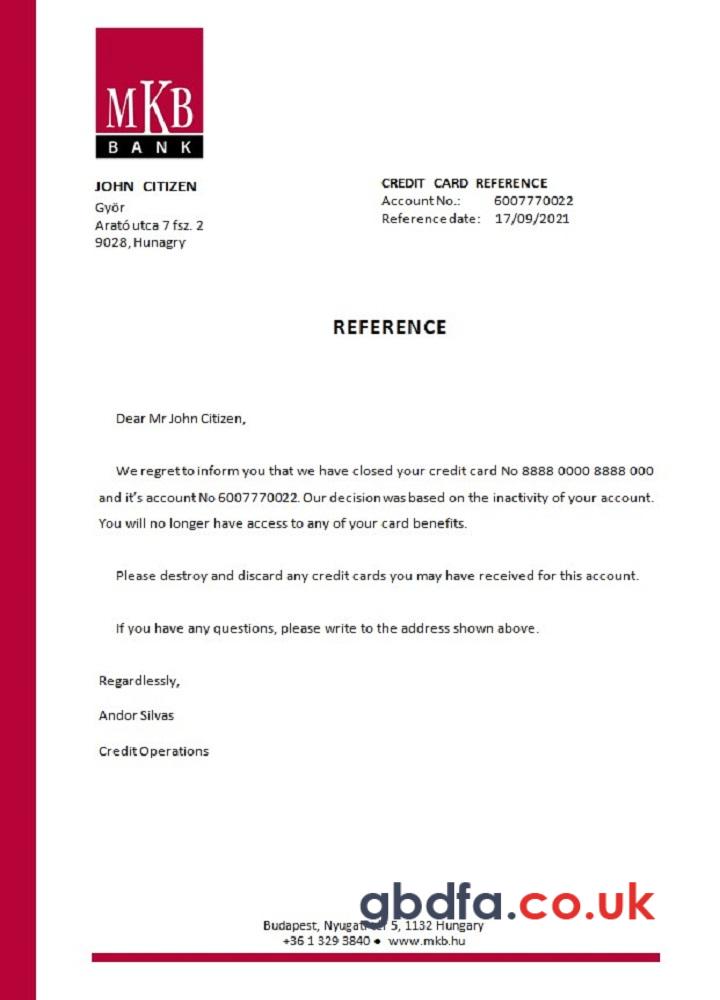 MKB
BANK
JOHN CITIZEN
Györ
Arató utca 7 fsz. 2
9028, Hunagry
CREDIT CARD REFERENCE
Account No.: 6007770022
Reference date: 17/09/2021
REFERENCE
Dear Mr John Citizen,
We regret to inform you that we have closed your credit card No 8888 0000 8888 000
and it's account No 6007770022. Our decision was based on the inactivity of your account.
You will no longer have access to any of your card benefits.
Please destroy and discard any credit cards you may have received for this account.
If you have any questions, please write to the address shown above.
Regardlessly,
Andor Silvas
Credit Operations
gbdfa.co.uk
Budapest, 5, 1132 Hungary
+36 1 329 3840 ● www.mkb.hu